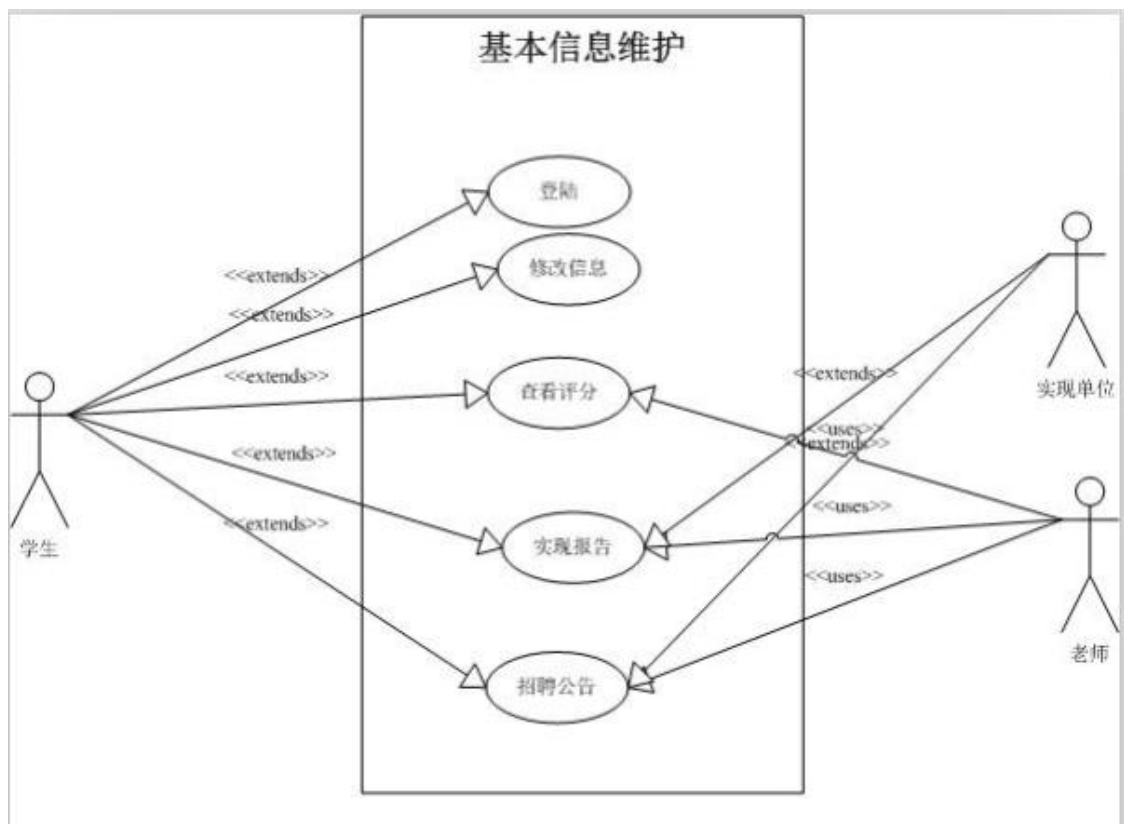 基本信息维护
登陆
修改信息
<<extends>>
<<extends>>
<<extends>>
查看评分
<<extends>>
实现单位
<<uses>>
<<extends>>
<<extends>>
<<uses>>
<<extends>>
实现报告
学生
<<uses>>
老师
招聘公告